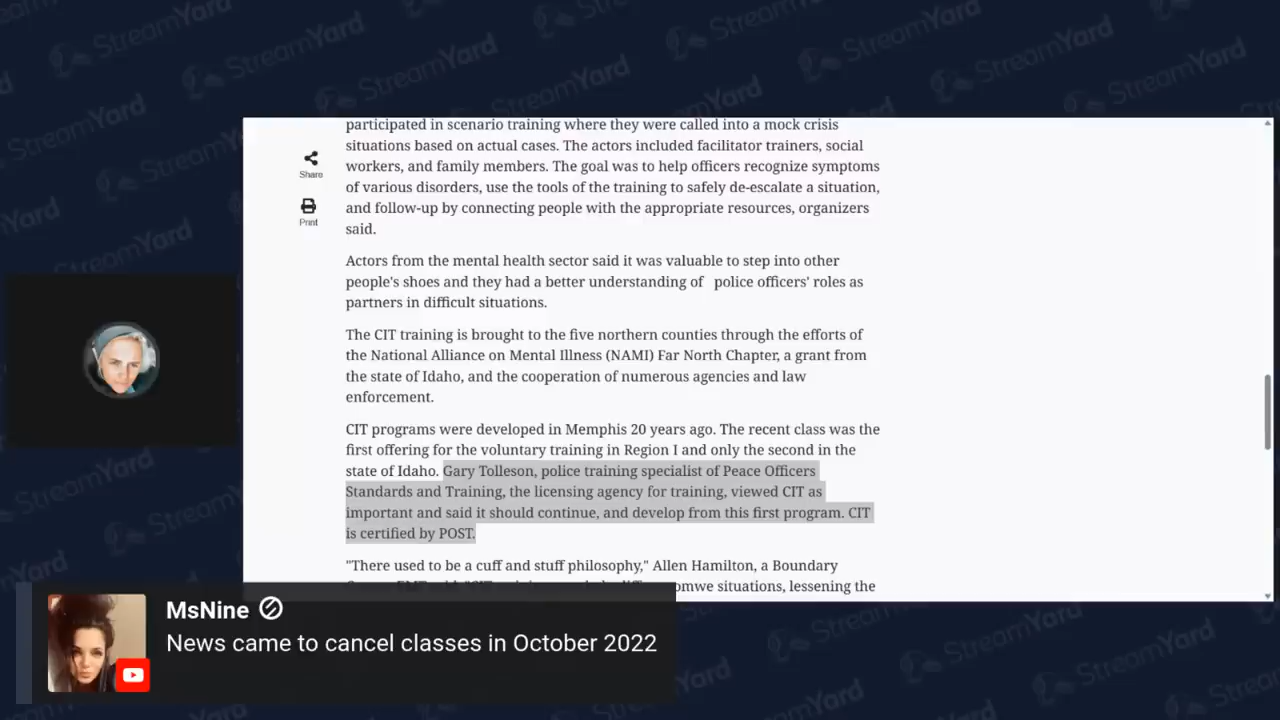 participated in scenario training where they were called into a mock crisis
situations based on actual cases. The actors included facilitator trainers, social
workers, and family members. The goal was to help officers recognize symptoms
of various disorders, use the tools of the training to safely de-escalate a situation,
and follow-up by connecting people with the appropriate resources, organizers
said.
Share
Print
Actors from the mental health sector said it was valuable to step into other
people's shoes and they had a better understanding of police officers' roles as
partners in difficult situations.
The CIT training is brought to the five northern counties through the efforts of
the National Alliance on Mental Illness (NAMI) Far North Chapter, a grant from
the state of Idaho, and the cooperation of numerous agencies and law
enforcement.
CIT programs were developed in Memphis 20 years ago. The recent class was the
first offering for the voluntary training in Region I and only the second in the
state of Idaho. Gary Tolleson, police training specialist of Peace Officers
Standards and Training, the licensing agency for training, viewed CIT as
important and said it should continue, and develop from this first program. CIT
is certified by POST.
"There used to be a cuff and stuff philosophy," Allen Hamilton, a Boundary
situations, lessening the
MsNine
News came to cancel classes in October 2022
StreamYard